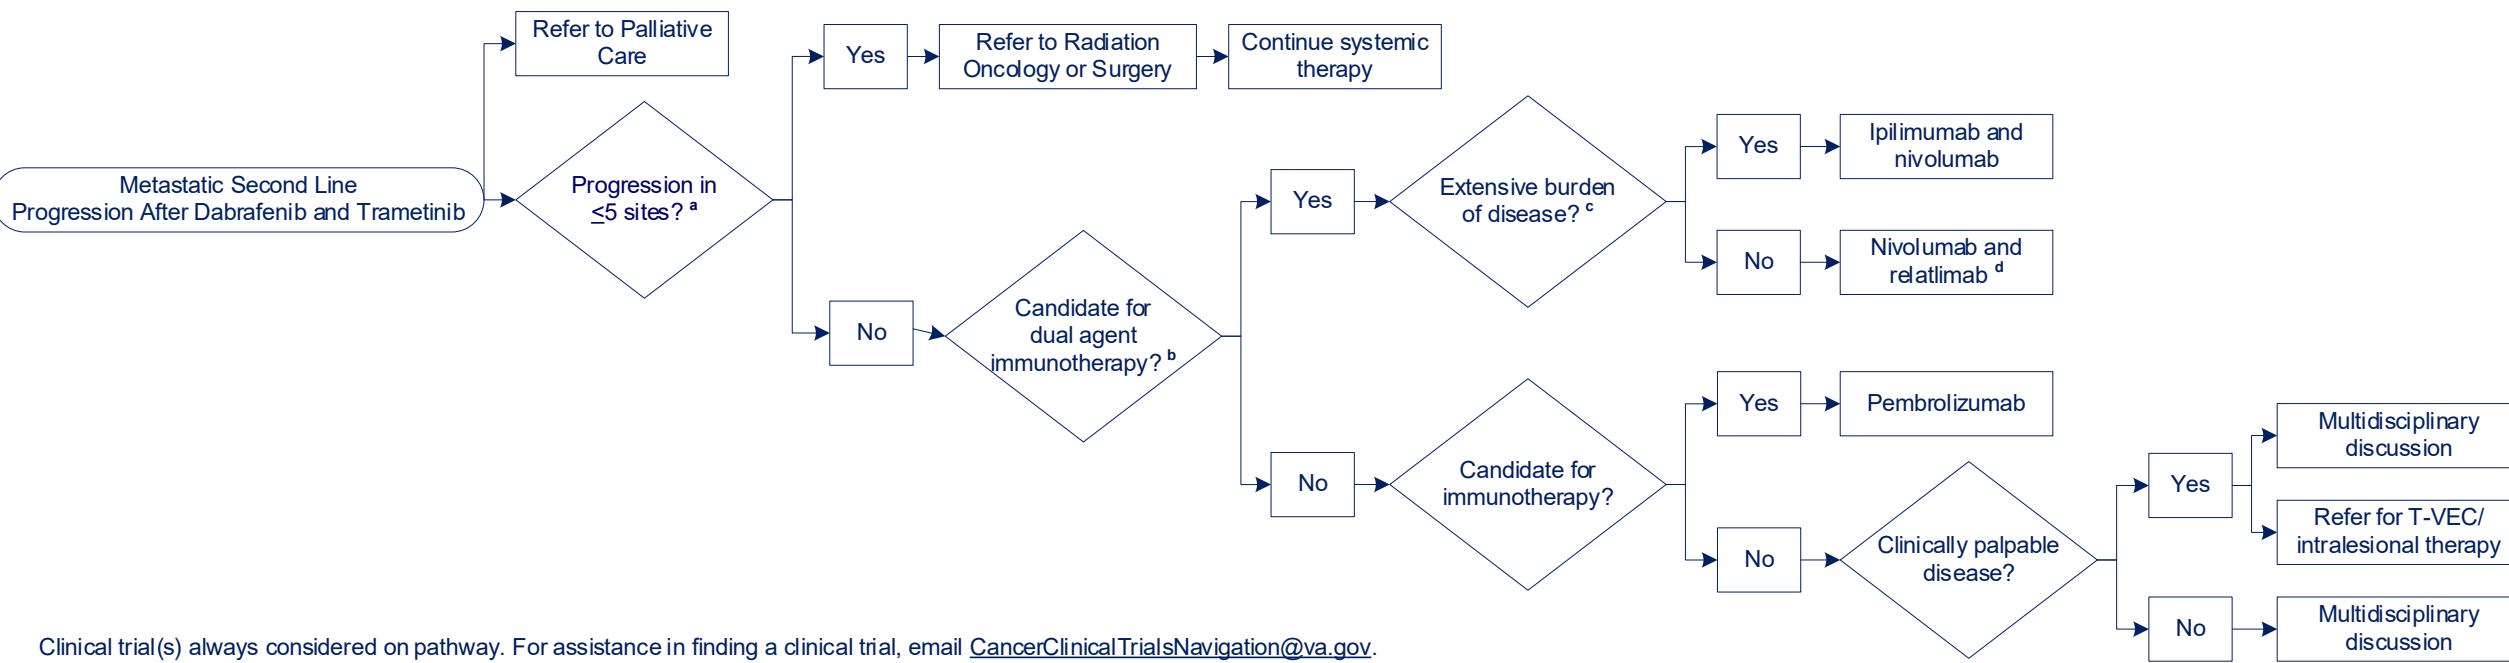 Refer to Palliative
Care
Yes
Refer to Radiation
Oncology or Surgery
Continue systemic
therapy
Metastatic Second Line
Progression After Dabrafenib and Trametinib
Progression in
≤5 sites? a
No
Candidate for
dual agent
immunotherapy? b
Yes
Extensive burden
of disease? c
Yes
Ipilimumab and
nivolumab
No
Nivolumab and
relatlimab d
No
Candidate for
immunotherapy?
Yes
Pembrolizumab
No
Clinically palpable
disease?
Yes
Multidisciplinary
discussion
Refer for T-VEC/
intralesional therapy
No
Multidisciplinary
discussion
Clinical trial(s) always considered on pathway. For assistance in finding a clinical trial, email CancerClinicalTrialsNavigation@va.gov.